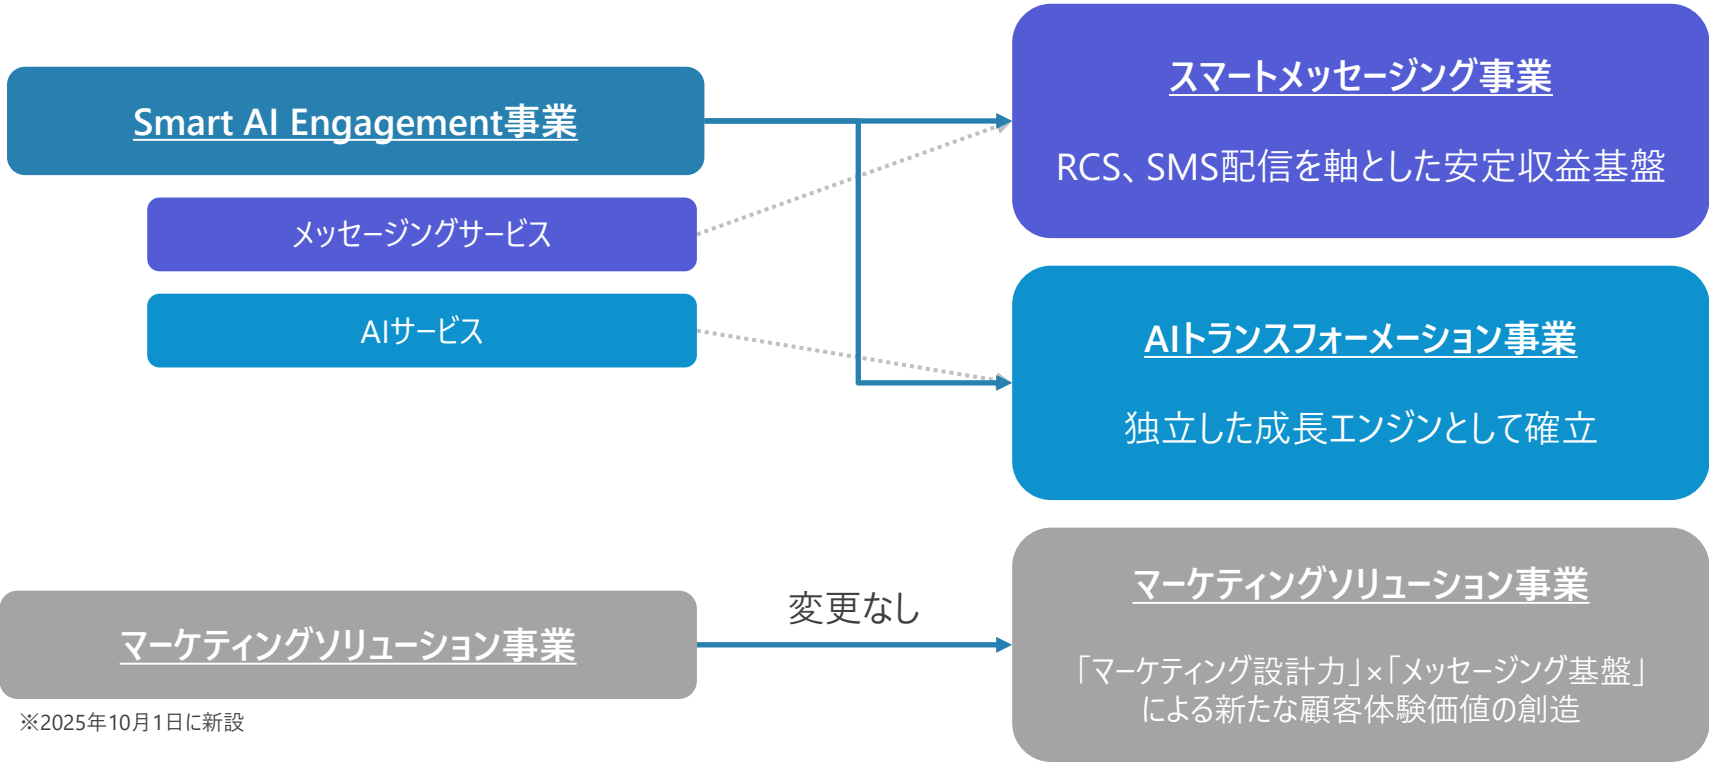 Smart AI Engagement事業
メッセージングサービス
AIサービス
スマートメッセージング事業
RCS、SMS配信を軸とした安定収益基盤
AIトランスフォーメーション事業
独立した成長エンジンとして確立
マーケティングソリューション事業
※2025年10月1日に新設
変更なし
マーケティングソリューション事業
「マーケティング設計力」×「メッセージング基盤」
による新たな顧客体験価値の創造